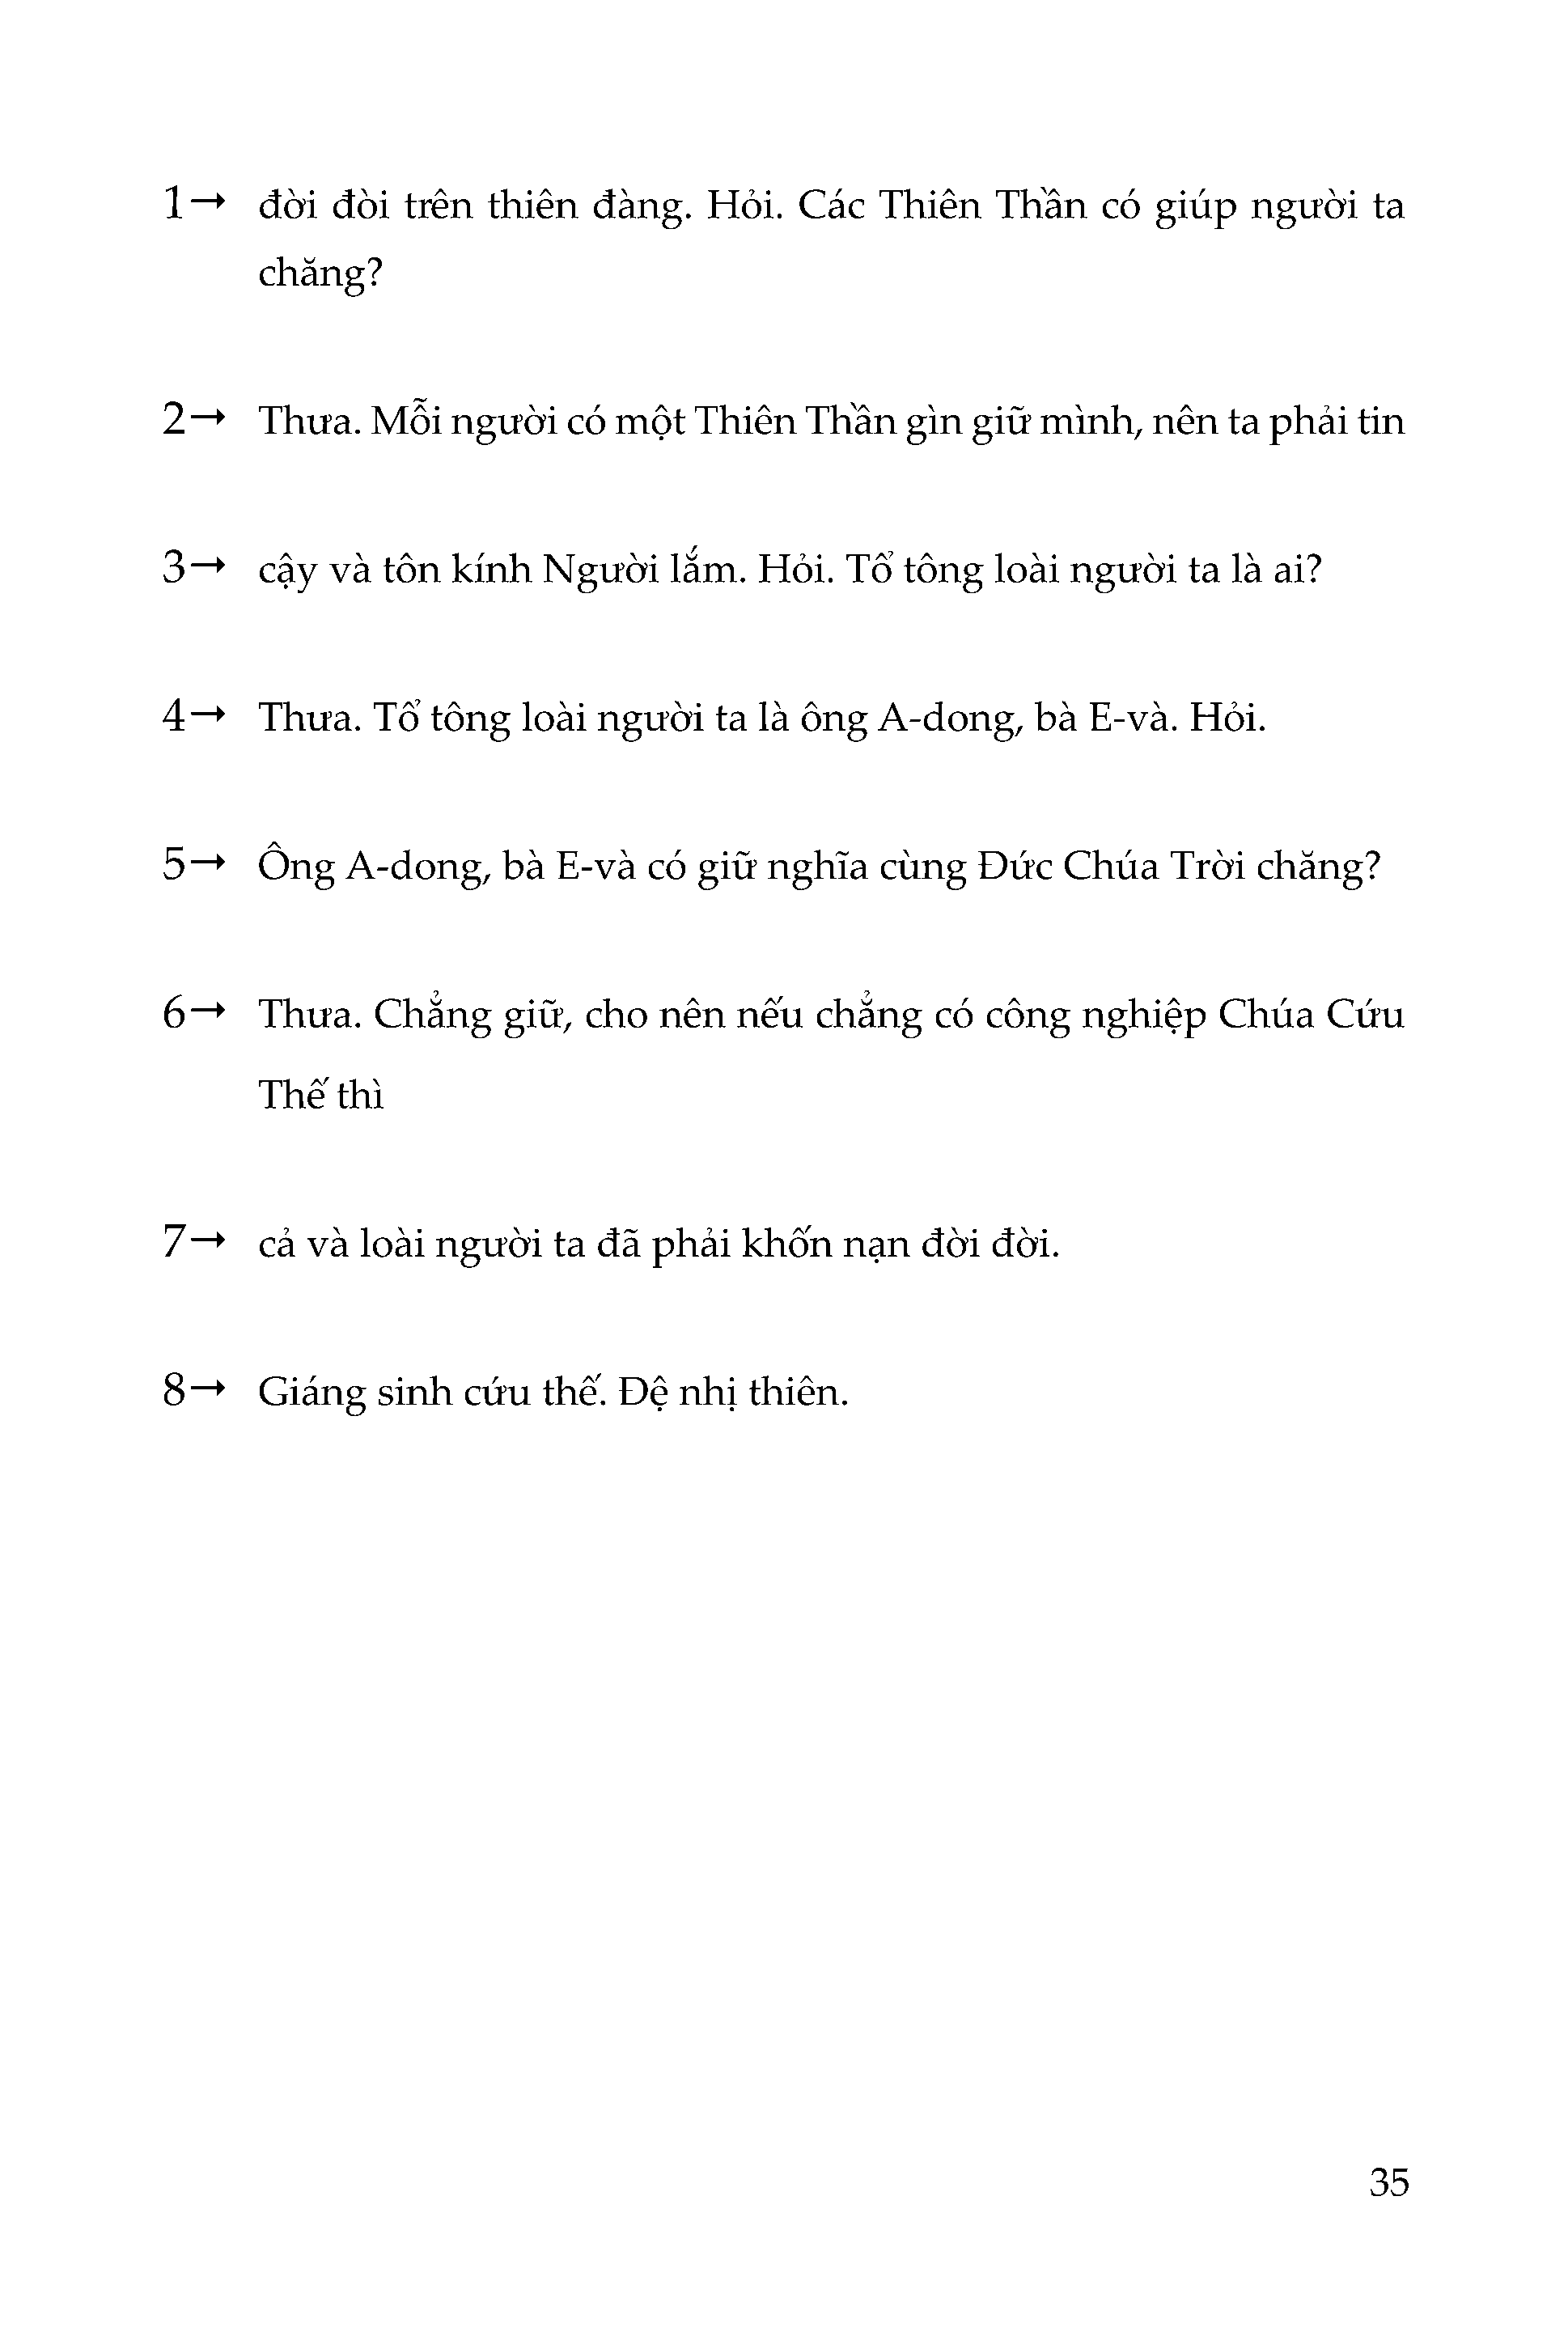 1→ đời đòi trên thiên đàng. Hỏi. Các Thiên Thần có giúp người ta
chăng?
2→ Thưa. Mỗi người có một Thiên Thần gìn giữ mình, nên ta phải tin
3→ cậy và tôn kính Người lắm. Hỏi. Tổ tông loài người ta là ai?
4→ Thưa. Tổ tông loài người ta là ông A-dong, bà E-và. Hỏi.
5→ Ông A-dong, bà E-và có giữ nghĩa cùng Đức Chúa Trời chăng?
6→ Thưa. Chẳng giữ, cho nên nếu chẳng có công nghiệp Chúa Cứu
Thế thì
7→ cả và loài người ta đã phải khốn nạn đời đời.
8→ Giáng sinh cứu thế. Đệ nhị thiên.
35